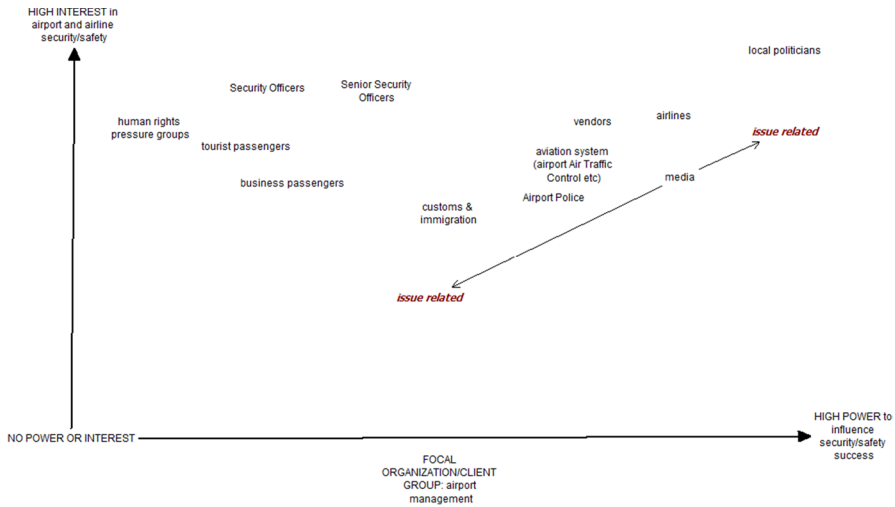 HIGH INTEREST in
airport and airline
security/safety
local politicians
Security Officers
Senior Security
Officers
human rights
pressure groups
vendors
airlines
issue related
tourist passengers
aviation system
(airport Air Traffic
Control etc)
business passengers
media
Airport Police
customs &
immigration
issue related
NO POWER OR INTEREST
HIGH POWER to
influence
security/safety
success
FOCAL
ORGANIZATION/CLIENT
GROUP: airport
management